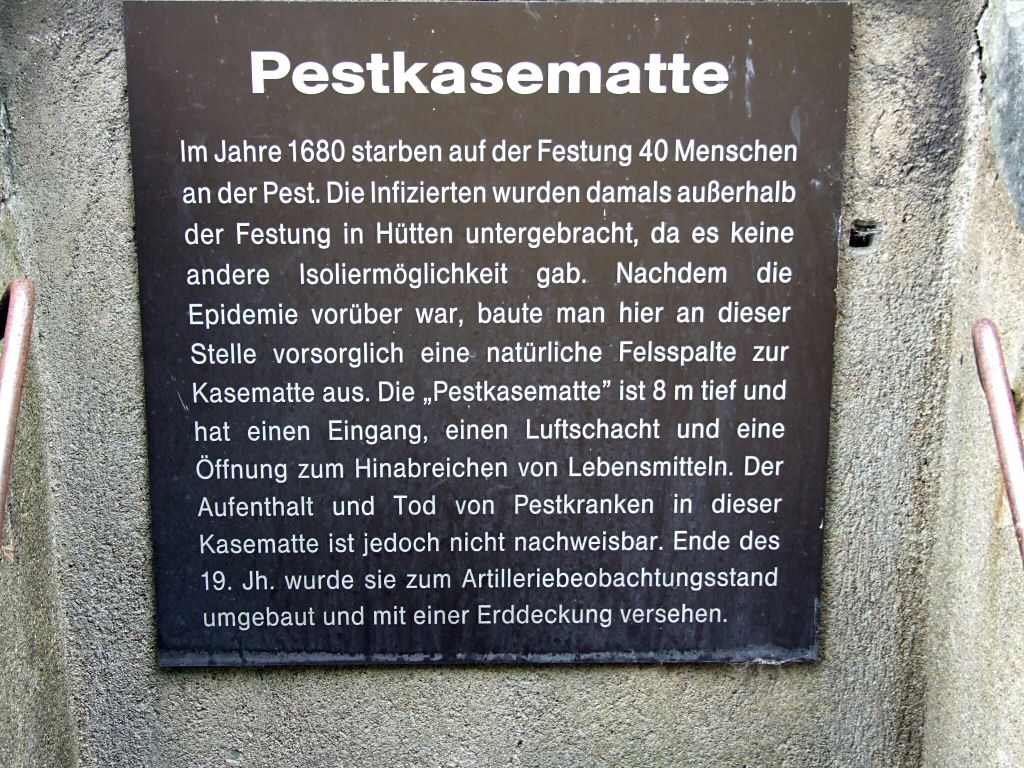 Pestkasematte
Im Jahre 1680 starben auf der Festung 40 Menschen
an der Pest. Die Infizierten wurden damals außerhalb
der Festung in Hütten untergebracht, da es keine
andere Isoliermöglichkeit gab. Nachdem die
Epidemie vorüber war, baute man hier an dieser
Stelle vorsorglich eine natürliche Felsspalte zur
Kasematte aus. Die „Pestkasematte” ist 8 m tief und
hat einen Eingang, einen Luftschacht und eine
Öffnung zum Hinabreichen von Lebensmitteln. Der
Aufenthalt und Tod von Pestkranken in dieser
Kasematte ist jedoch nicht nachweisbar. Ende des
19. Jh. wurde sie zum Artilleriebeobachtungsstand
umgebaut und mit einer Erddeckung versehen.